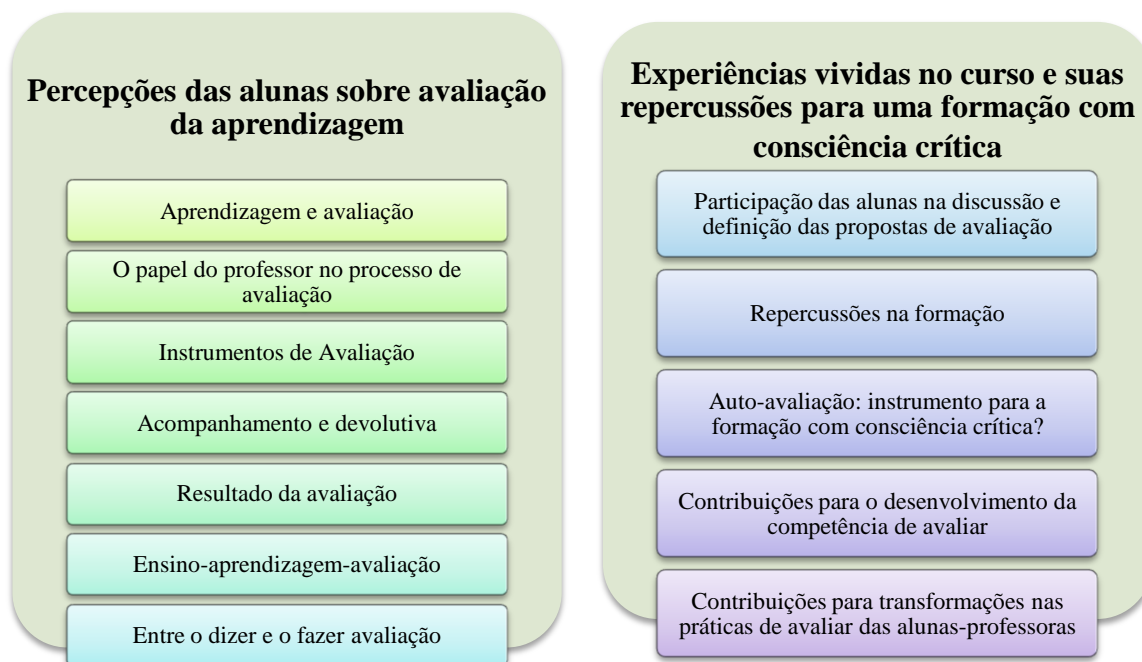 Percepções das alunas sobre avaliação
da aprendizagem
Aprendizagem e avaliação
O papel do professor no processo de
avaliação
Instrumentos de Avaliação
Acompanhamento e devolutiva
Resultado da avaliação
Ensino-aprendizagem-avaliação
Entre o dizer e o fazer avaliação
Experiências vividas no curso e suas
repercussões para uma formação com
consciência crítica
Participação das alunas na discussão e
definição das propostas de avaliação
Repercussões na formação
Auto-avaliação: instrumento para a
formação com consciência crítica?
Contribuições para o desenvolvimento da
competência de avaliar
Contribuições para transformações nas
práticas de avaliar das alunas-professoras